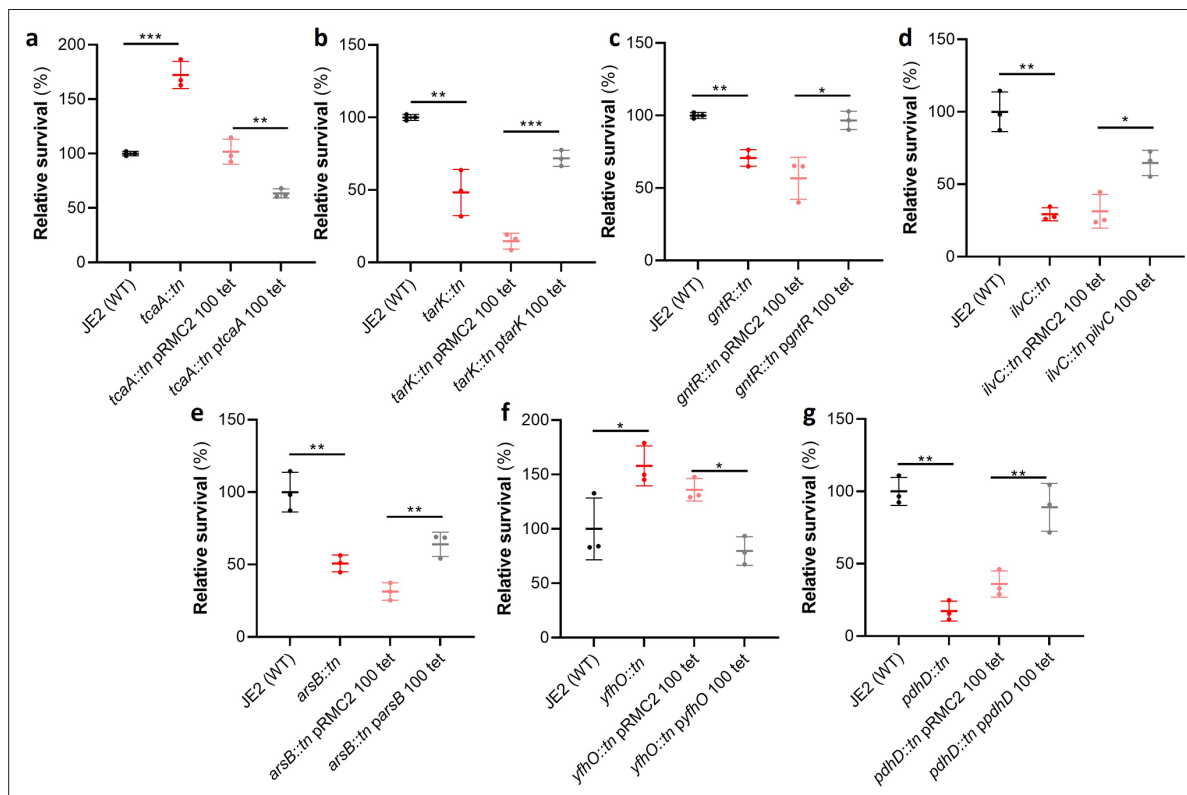 a
Relative survival (%)
200
150
100
50
0
***
**
JE2 (WT)
tcaA::tn
tcaA::tn pRMC2 100 tet
tcaA::tn ptcaA 100 tet
b
Relative survival (%)
150
100
50
0
**
***
JE2 (WT)
tarK::tn
tarK::tn pRMC2 100 tet
tarK::tn ptarK 100 tet
c
Relative survival (%)
150
100
50
0
**
*
JE2 (WT)
gntR::tn
gntR::tn pRMC2 100 tet
gntR::tn pgntR 100 tet
d
Relative survival (%)
150
100
50
0
**
*
JE2 (WT)
ilvC::tn
ilvC::tn pRMC2 100 tet
ilvC::tn pilvC 100 tet
e
Relative survival (%)
150
100
50
0
**
**
JE2 (WT)
arsB::tn
arsB::tn pRMC2 100 tet
arsB::tn parsB 100 tet
f
Relative survival (%)
200
150
100
50
0
*
*
JE2 (WT)
yfhO::tn
yfhO::tn pRMC2 100 tet
yfhO::tn pyfhO 100 tet
g
Relative survival (%)
150
100
50
0
**
**
JE2 (WT)
pdhD::tn
pdhD::tn pRMC2 100 tet
pdhD::tn ppdhD 100 tet